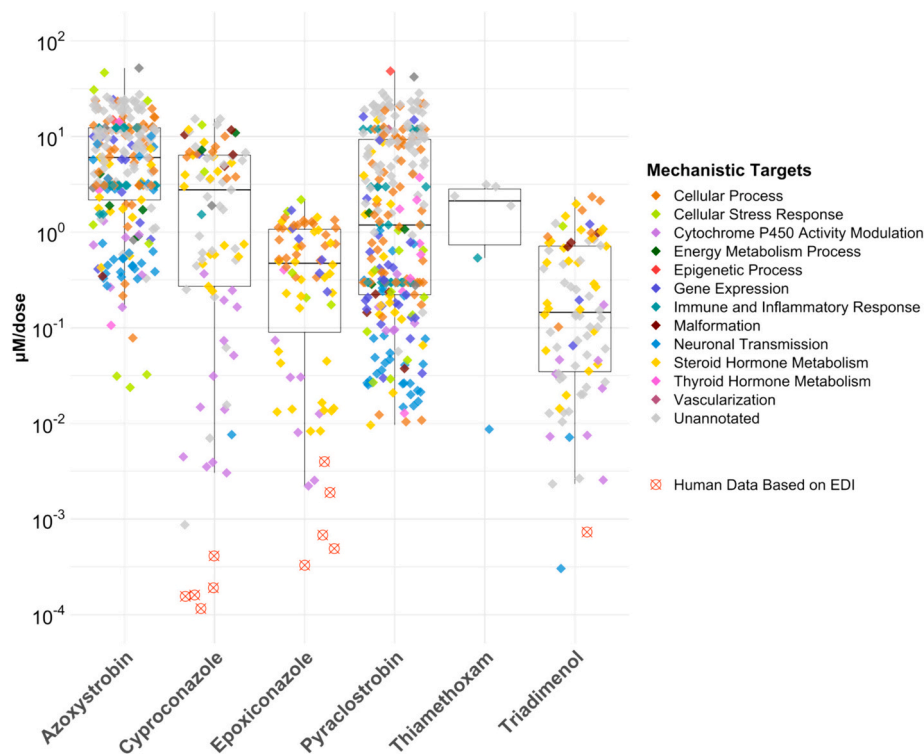 10²
10¹
10⁰
10⁻¹
10⁻²
10⁻³
10⁻⁴
µM/dose
Azoxystrobin
Cyproconazole
Epoxiconazole
Pyraclostrobin
Thiamethoxam
Triadimenol
Mechanistic Targets
Cellular Process
Cellular Stress Response
Cytochrome P450 Activity Modulation
Energy Metabolism Process
Epigenetic Process
Gene Expression
Immune and Inflammatory Response
Malformation
Neuronal Transmission
Steroid Hormone Metabolism
Thyroid Hormone Metabolism
Vascularization
Unannotated
Human Data Based on EDI